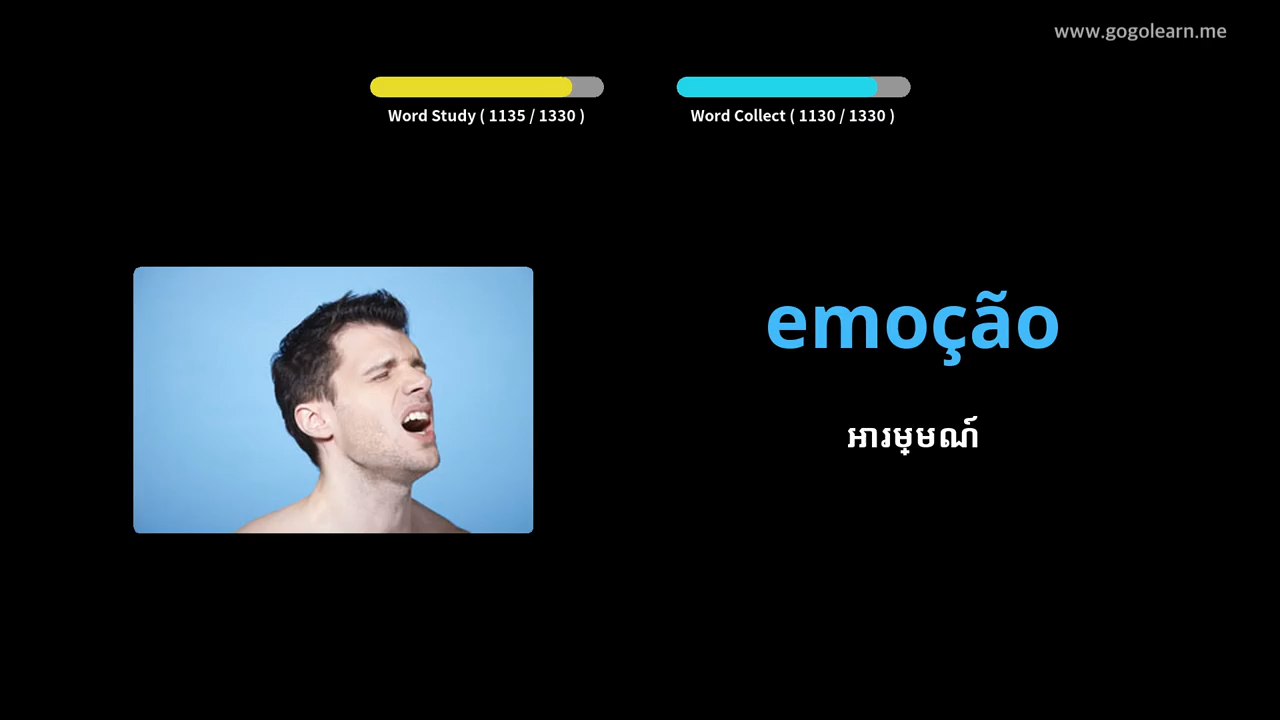 www.gogolearn.me
Word Study ( 1135 / 1330 )
Word Collect ( 1130 / 1330 )
emoção
អារម្មណ៍